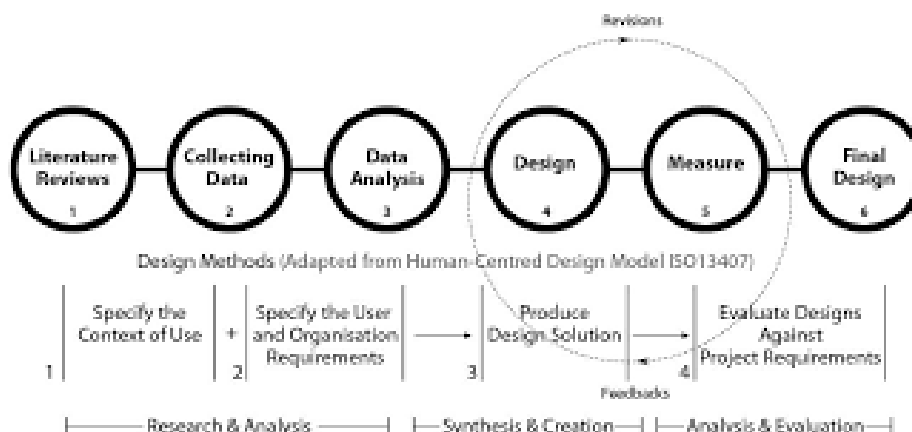 Revisions
Literature
Reviews
1
Collecting
Data
2
Data
Analysis
3
Design
4
Measure
5
Final
Design
6
Design Methods (Adapted from Human-Centred Design Model ISO13407)
Specify the
Context of Use
1
+
Specify the User
and Organisation
Requirements
2
Produce
Design Solution
3
Evaluate Designs
Against
Project Requirements
4
Feedbacks
Research & Analysis
Synthesis & Creation
Analysis & Evaluation